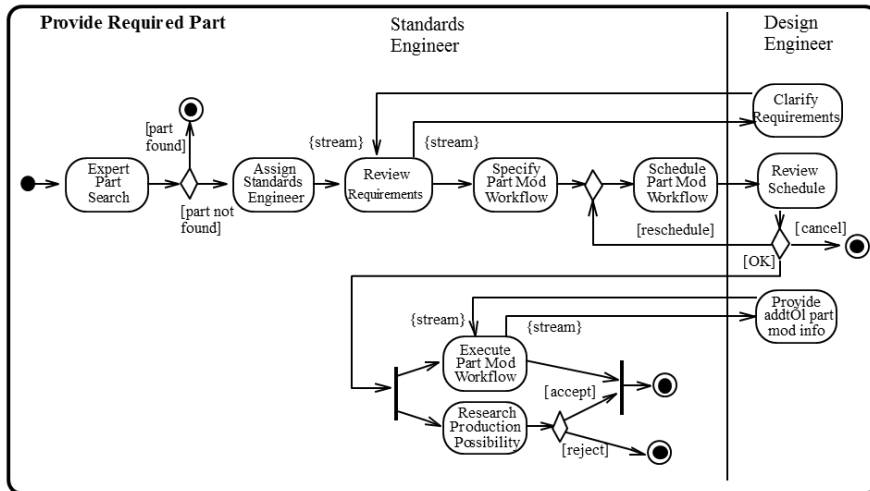 Provide Required Part
Standards
Engineer
Design
Engineer
Clarify
Requirements
[part
found]
{stream}
{stream}
Expert
Part
Search
Assign
Standards
Engineer
Review
Requirements
Specify
Part Mod
Workflow
Schedule
Part Mod
Workflow
Review
Schedule
[part not
found]
[reschedule]
[cancel]
[OK]
{stream}
{stream}
Provide
addtOl part
mod info
Execute
Part Mod
Workflow
[accept]
Research
Production
Possibility
[reject]